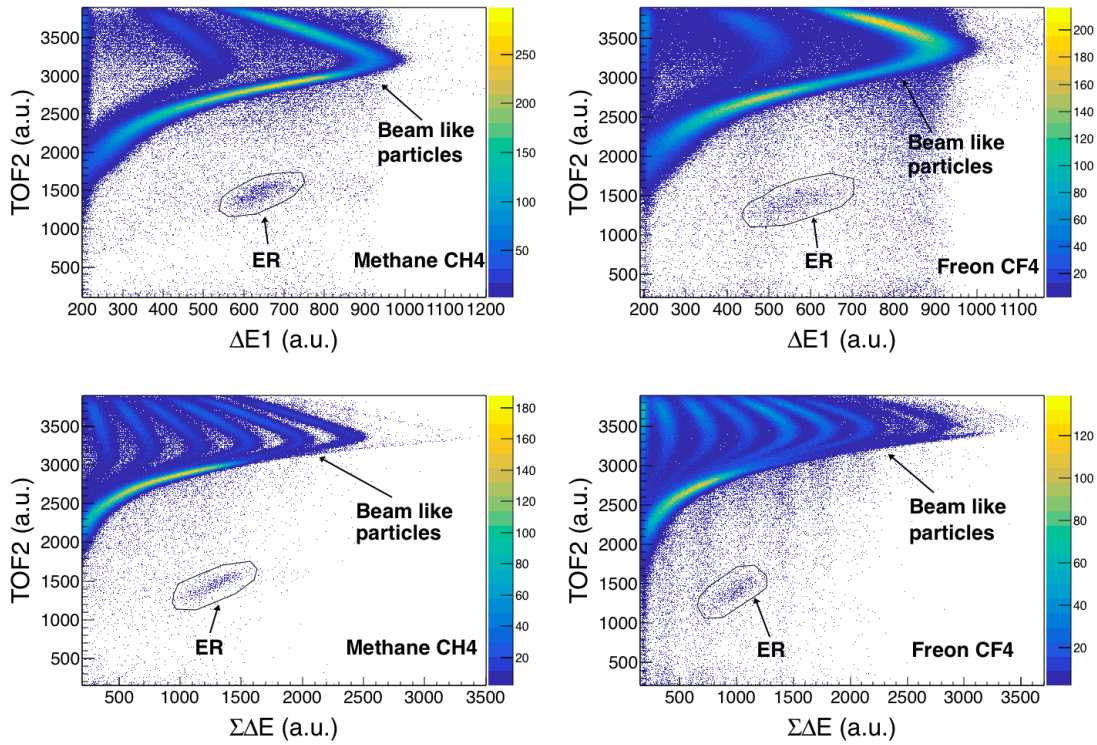 TOF2 (a.u.)
3500
3000
2500
2000
1500
1000
500
200 300 400 500 600 700 800 900 1000 1100 1200
ΔE1 (a.u.)
Beam like
particles
ER
Methane CH4
250
200
150
100
50
TOF2 (a.u.)
3500
3000
2500
2000
1500
1000
500
200 300 400 500 600 700 800 900 1000 1100
ΔE1 (a.u.)
Beam like
particles
ER
Freon CF4
200
180
160
140
120
100
80
60
40
20
TOF2 (a.u.)
3500
3000
2500
2000
1500
1000
500
500 1000 1500 2000 2500 3000 3500
ΣΔE (a.u.)
Beam like
particles
ER
Methane CH4
180
160
140
120
100
80
60
40
20
TOF2 (a.u.)
3500
3000
2500
2000
1500
1000
500
500 1000 1500 2000 2500 3000 3500
ΣΔE (a.u.)
Beam like
particles
ER
Freon CF4
120
100
80
60
40
20